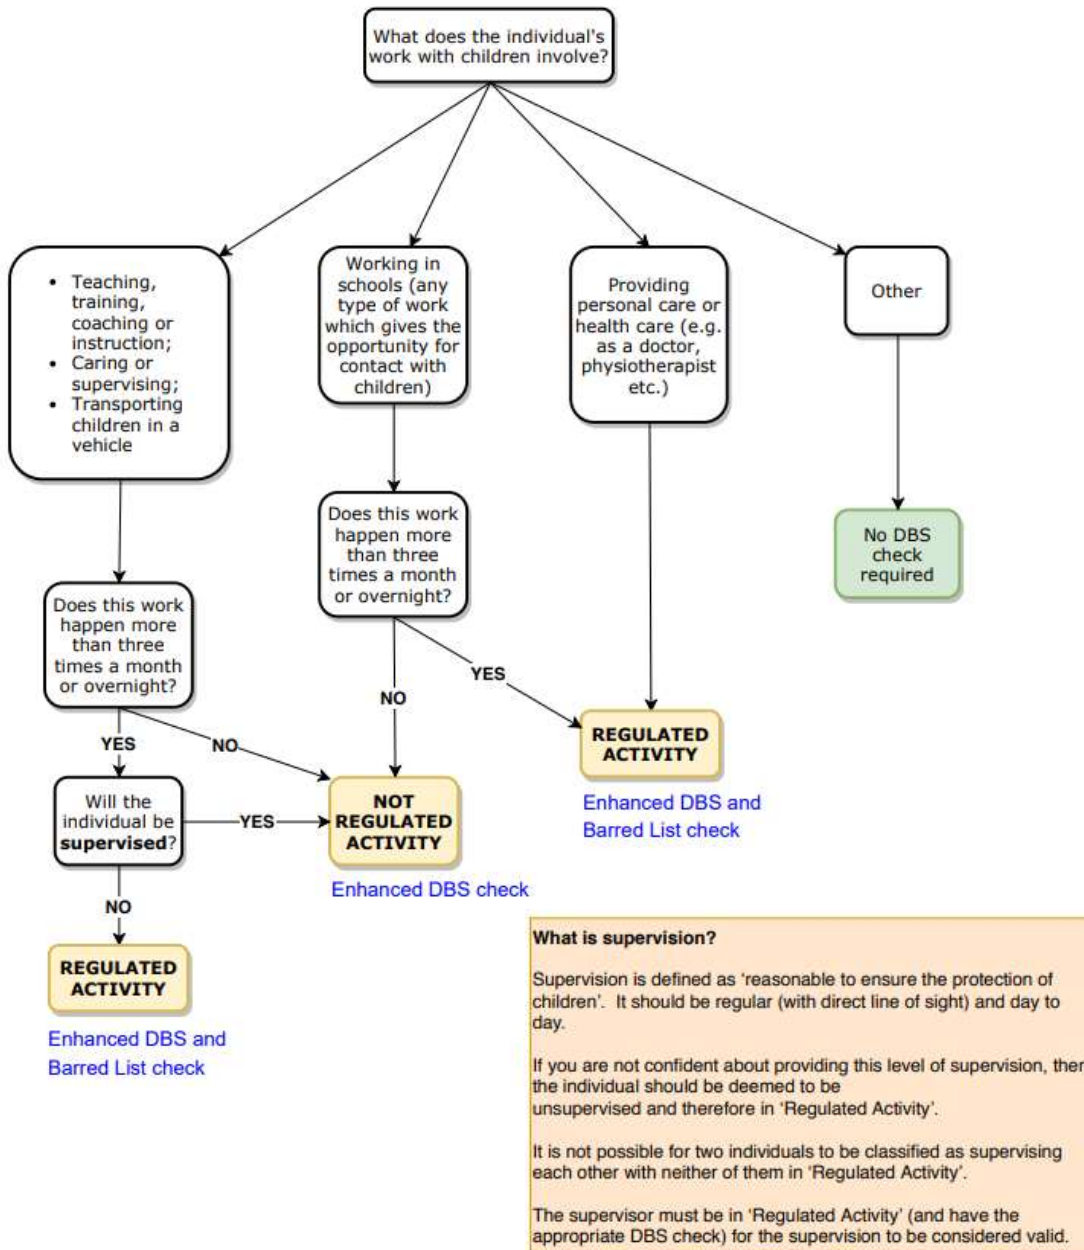 What does the individual's
work with children involve?
• Teaching,
training,
coaching or
instruction;
• Caring or
supervising;
• Transporting
children in a
vehicle
Working in
schools (any
type of work
which gives the
opportunity for
contact with
children)
Providing
personal care or
health care (e.g.
as a doctor,
physiotherapist
etc.)
Other
Does this work
happen more
than three
times a month
or overnight?
No DBS
check
required
Does this work
happen more
than three
times a month
or overnight?
YES
NO
REGULATED
ACTIVITY
Enhanced DBS and
Barred List check
YES
NO
Will the
individual be
supervised?
YES
NOT
REGULATED
ACTIVITY
Enhanced DBS check
NO
REGULATED
ACTIVITY
Enhanced DBS and
Barred List check
What is supervision?
Supervision is defined as ‘reasonable to ensure the protection of
children’. It should be regular (with direct line of sight) and day to
day.
If you are not confident about providing this level of supervision, then
the individual should be deemed to be
unsupervised and therefore in ‘Regulated Activity’.
It is not possible for two individuals to be classified as supervising
each other with neither of them in ‘Regulated Activity’.
The supervisor must be in ‘Regulated Activity’ (and have the
appropriate DBS check) for the supervision to be considered valid.